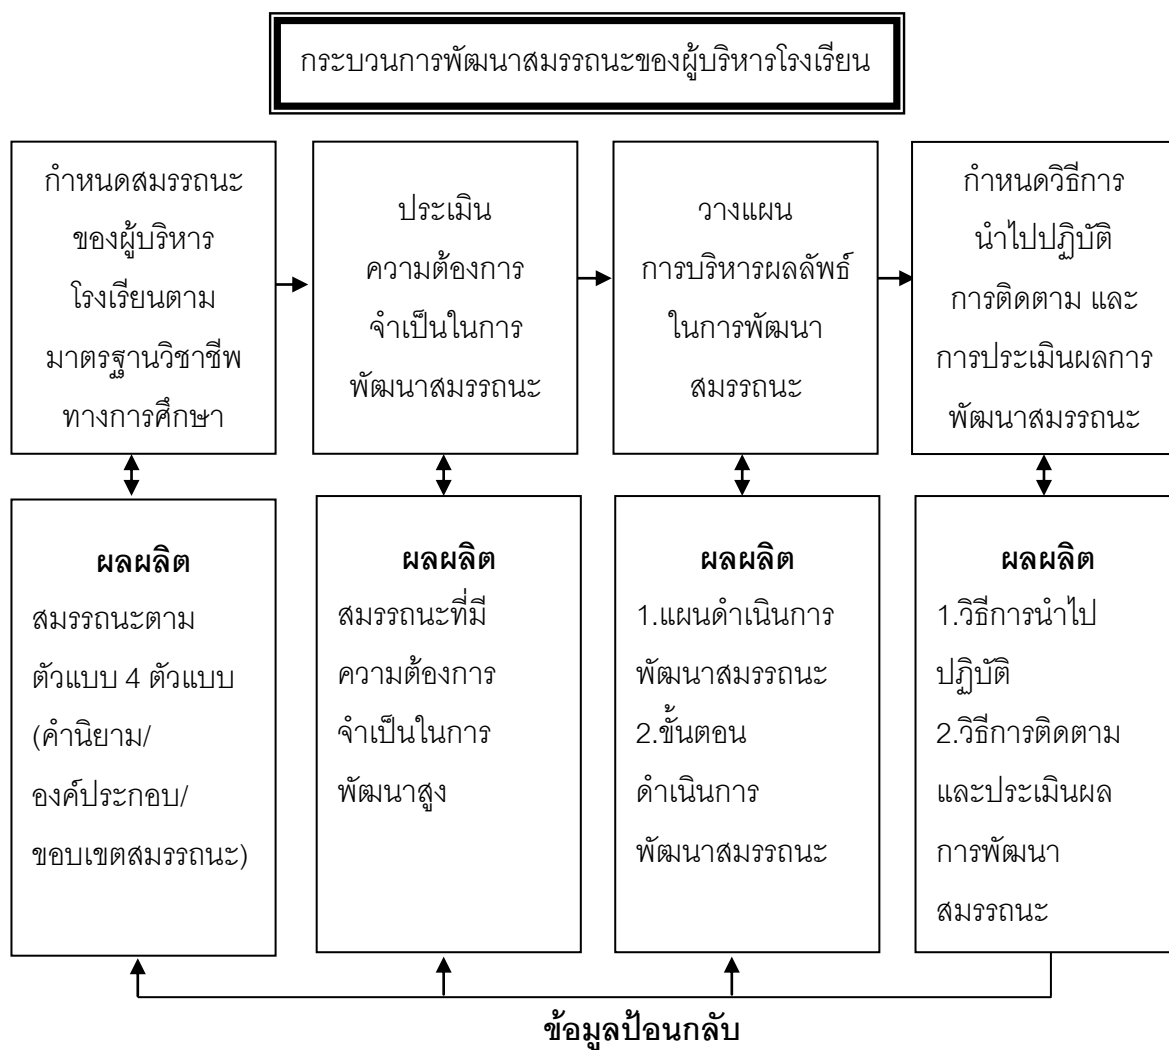 กระบวนการพัฒนาสมรรถนะของผู้บริหารโรงเรียน
กำหนดสมรรถนะ
ของผู้บริหาร
โรงเรียนตาม
มาตรฐานวิชาชีพ
ทางการศึกษา
ประเมิน
ความต้องการ
จำเป็นในการ
พัฒนาสมรรถนะ
วางแผน
การบริหารผลลัพธ์
ในการพัฒนา
สมรรถนะ
กำหนดวิธีการ
นำไปปฏิบัติ
การติดตาม และ
การประเมินผลการ
พัฒนาสมรรถนะ
ผลผลิต
สมรรถนะตาม
ตัวแบบ 4 ตัวแบบ
(คำนิยาม/
องค์ประกอบ/
ขอบเขตสมรรถนะ)
ผลผลิต
สมรรถนะที่มี
ความต้องการ
จำเป็นในการ
พัฒนาสูง
ผลผลิต
1.แผนดำเนินการ
พัฒนาสมรรถนะ
2.ขั้นตอน
ดำเนินการ
พัฒนาสมรรถนะ
ผลผลิต
1.วิธีการนำไป
ปฏิบัติ
2.วิธีการติดตาม
และประเมินผล
การพัฒนา
สมรรถนะ
ข้อมูลป้อนกลับ